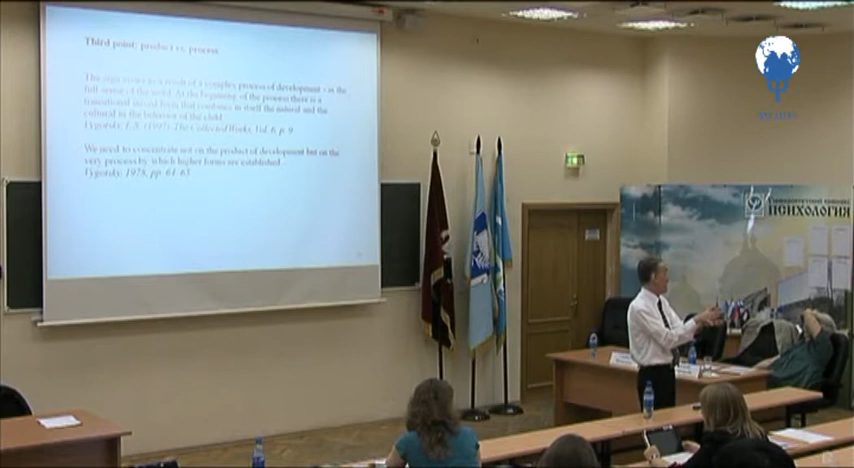 Third point: product vs. process
The sign arises as a result of a complex process of development - in the
full sense of the word. At the beginning of the process there is a
transitional mixed form that combines in itself the natural and the
cultural in the behavior of the child.
Vygotsky, L.S. (1997). The Collected Works, Vol. 6, p. 9
We need to concentrate not on the product of development but on the
very process by which higher forms are established
Vygotsky, 1978, pp. 64-65
ПСИХОЛОГИЯ